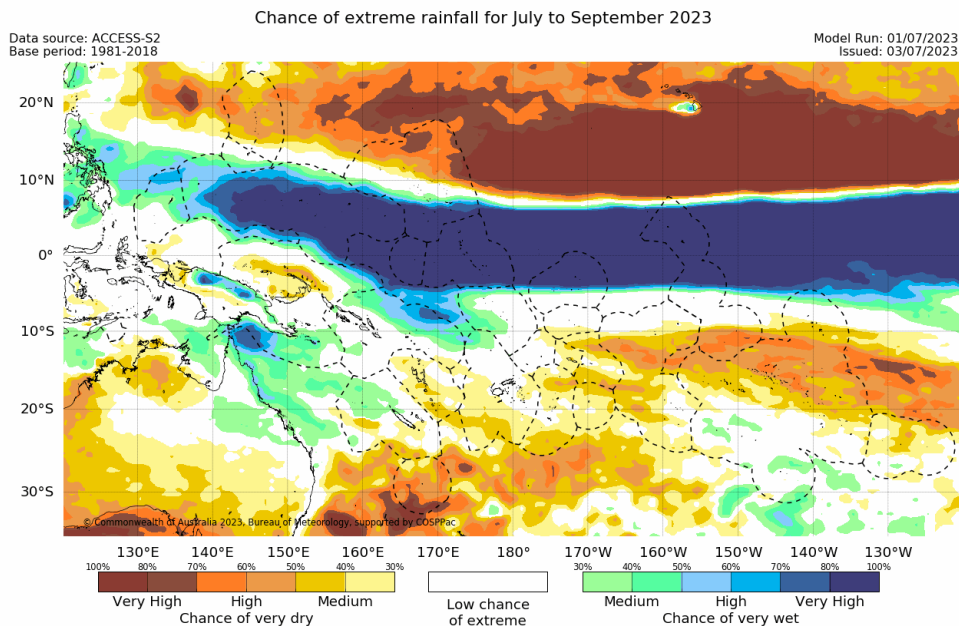 Chance of extreme rainfall for July to September 2023
Data source: ACCESS-S2
Base period: 1981-2018
Model Run: 01/07/2023
Issued: 03/07/2023
20°N
10°N
0°
10°S
20°S
30°S
© Commonwealth of Australia 2023, Bureau of Meteorology, supported by COSPPac
130°E 140°E 150°E 160°E 170°E 180° 170°W 160°W 150°W 140°W 130°W
100% 80% 70% 60% 50% 40% 30%
Very High High Medium
Chance of very dry
Low chance
of extreme
30% 40% 50% 60% 70% 80% 100%
Medium High Very High
Chance of very wet